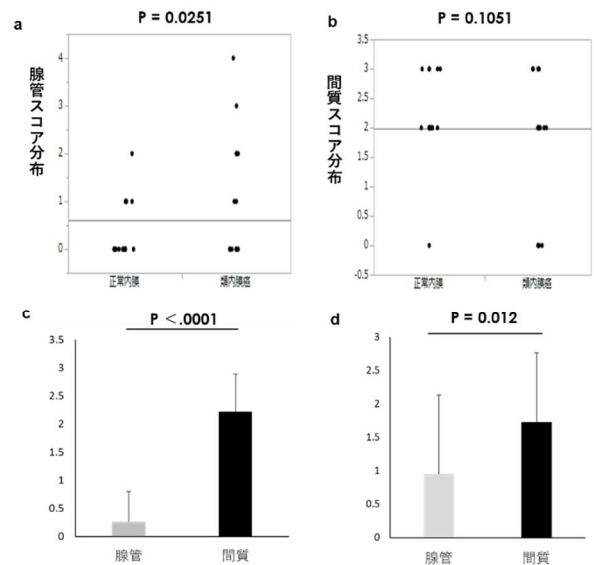 a
P = 0.0251
腺管スコア分布
4
3
2
1
0
正常内膜
類内膜癌
b
P = 0.1051
間質スコア分布
3.5
3
2.5
2
1.5
1
0.5
0
-0.5
正常内膜
類内膜癌
c
P ＜.0001
3.5
3
2.5
2
1.5
1
0.5
0
腺管
間質
d
P = 0.012
3
2.5
2
1.5
1
0.5
0
腺管
間質